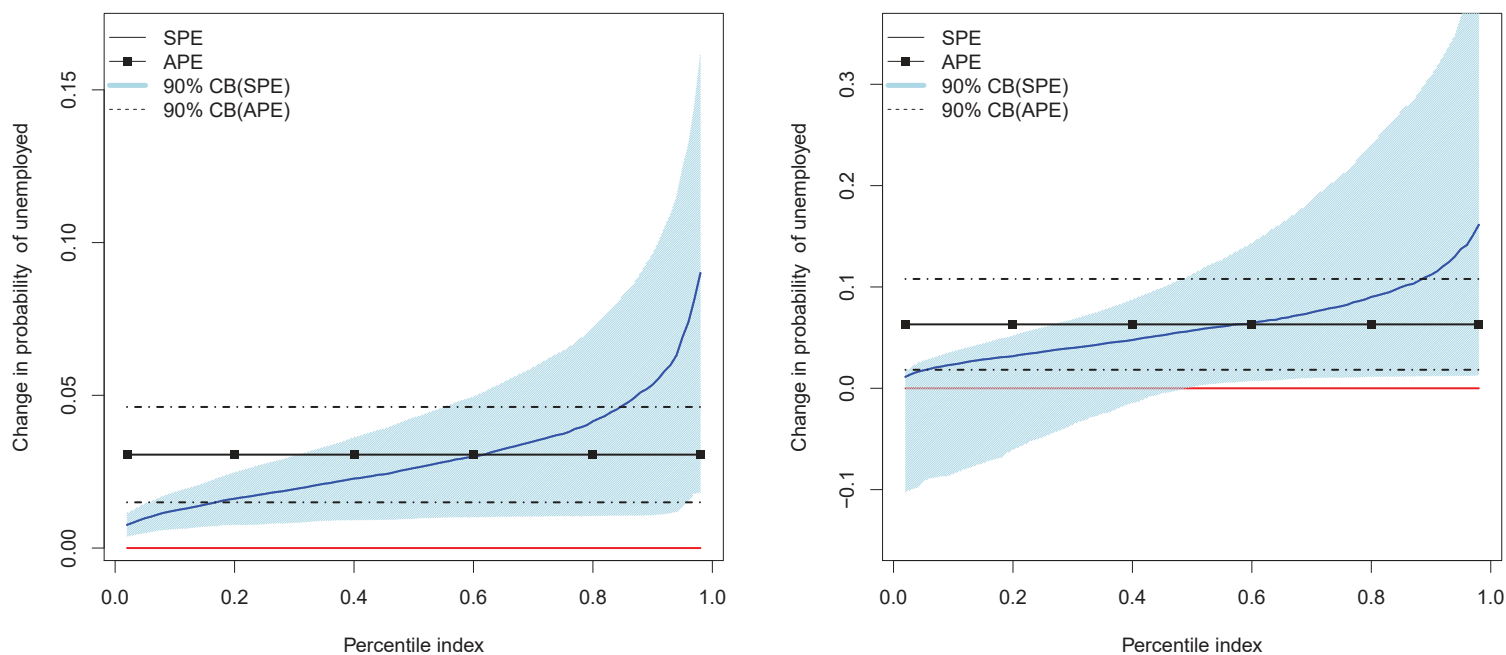 SPE
APE
90% CB(SPE)
90% CB(APE)
Change in probability of unemployed
0.00 0.05 0.10 0.15
0.0 0.2 0.4 0.6 0.8 1.0
Percentile index
SPE
APE
90% CB(SPE)
90% CB(APE)
Change in probability of unemployed
−0.1 0.0 0.1 0.2 0.3
0.0 0.2 0.4 0.6 0.8 1.0
Percentile index